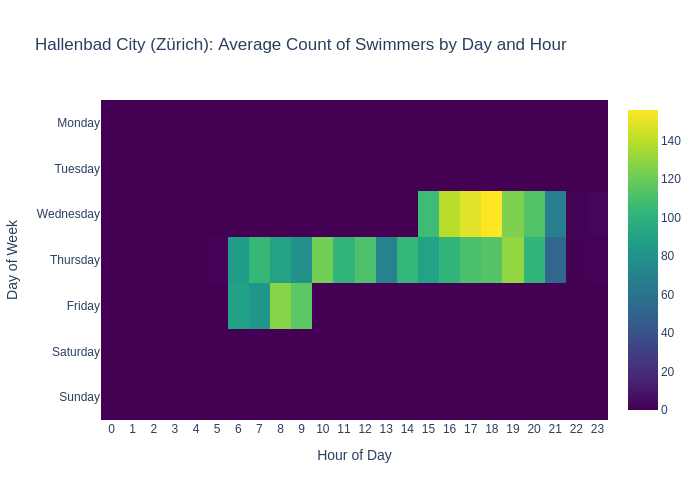 Hallenbad City (Zürich): Average Count of Swimmers by Day and Hour
Monday
Tuesday
Wednesday
Thursday
Friday
Saturday
Sunday
Day of Week
0 1 2 3 4 5 6 7 8 9 10 11 12 13 14 15 16 17 18 19 20 21 22 23
Hour of Day
140
120
100
80
60
40
20
0